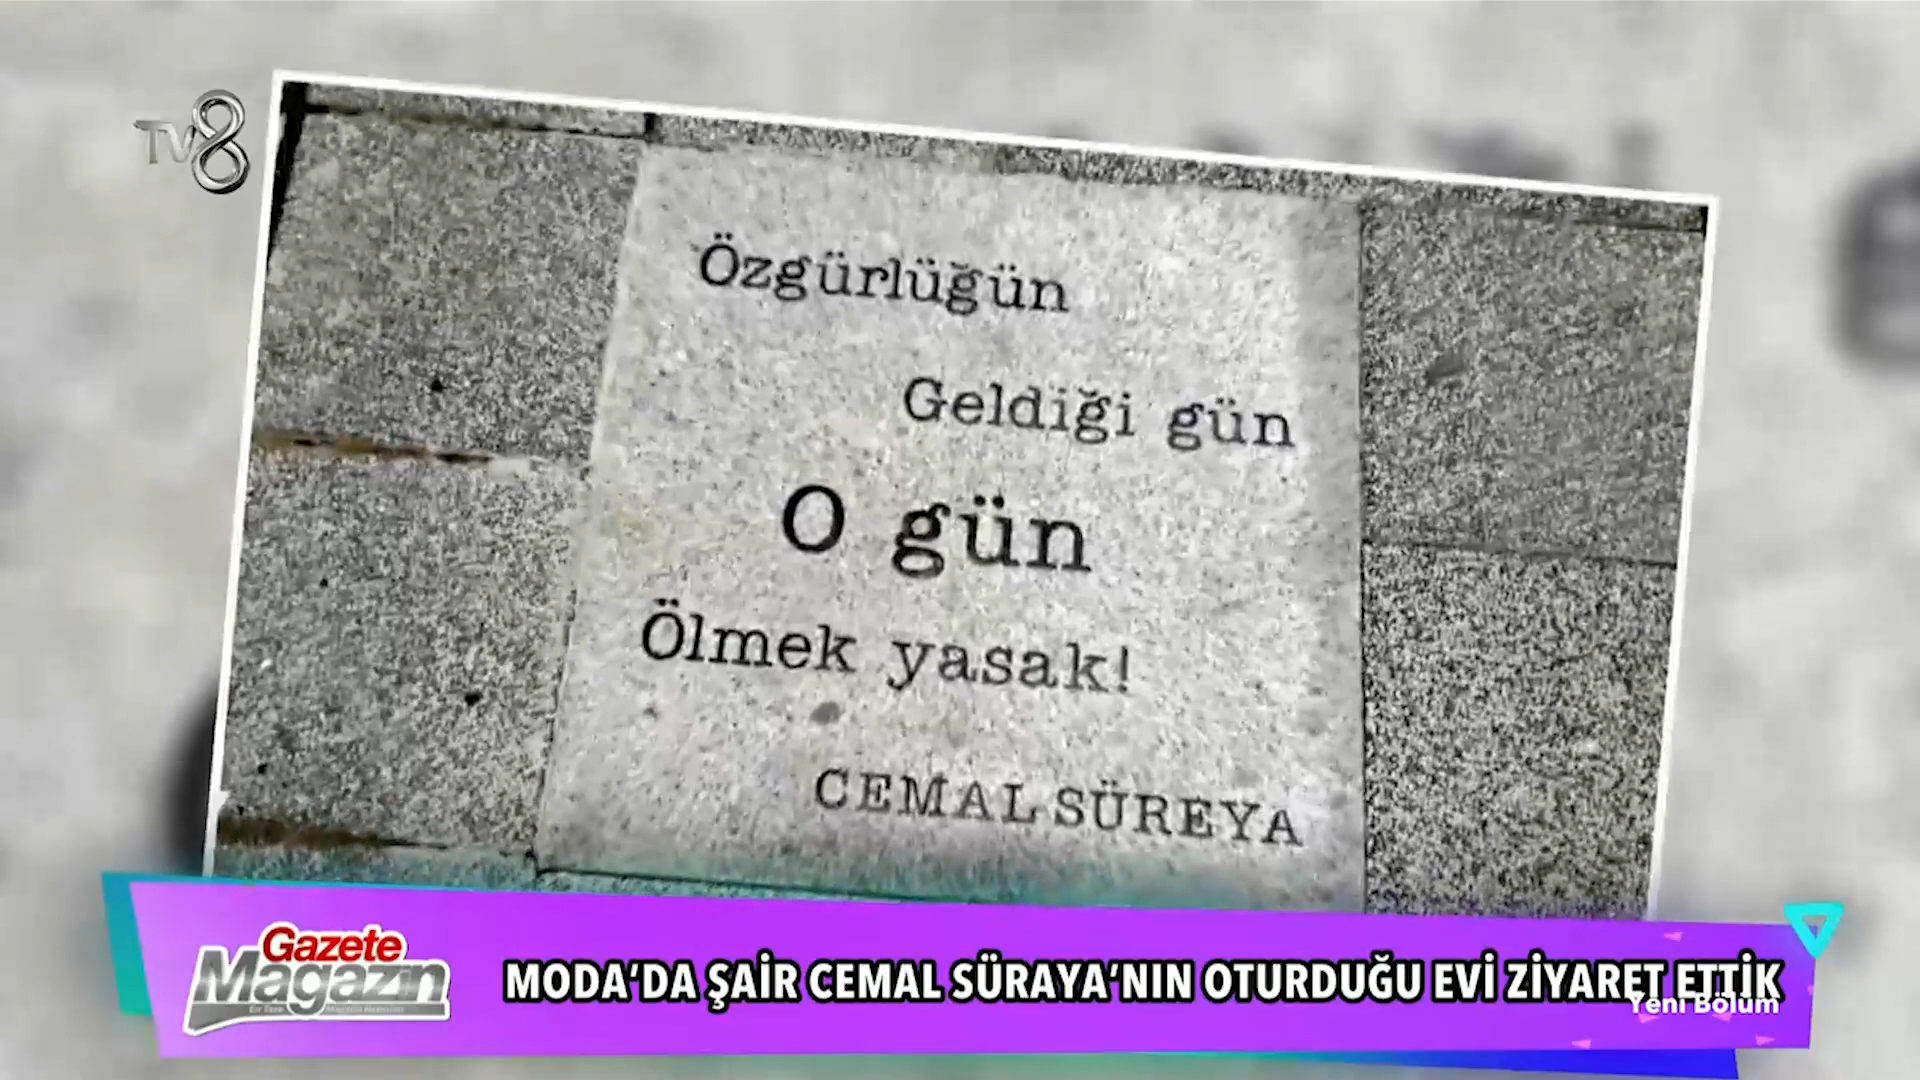 TV8
Özgürlüğün
Geldiği gün
O gün
Ölmek yasak!
CEMAL SÜREYA
Gazete
Magazin
MODA'DA ŞAİR CEMAL SÜRAYA'NIN OTURDUĞU EVİ ZİYARET ETTİK
Yeni Bölüm